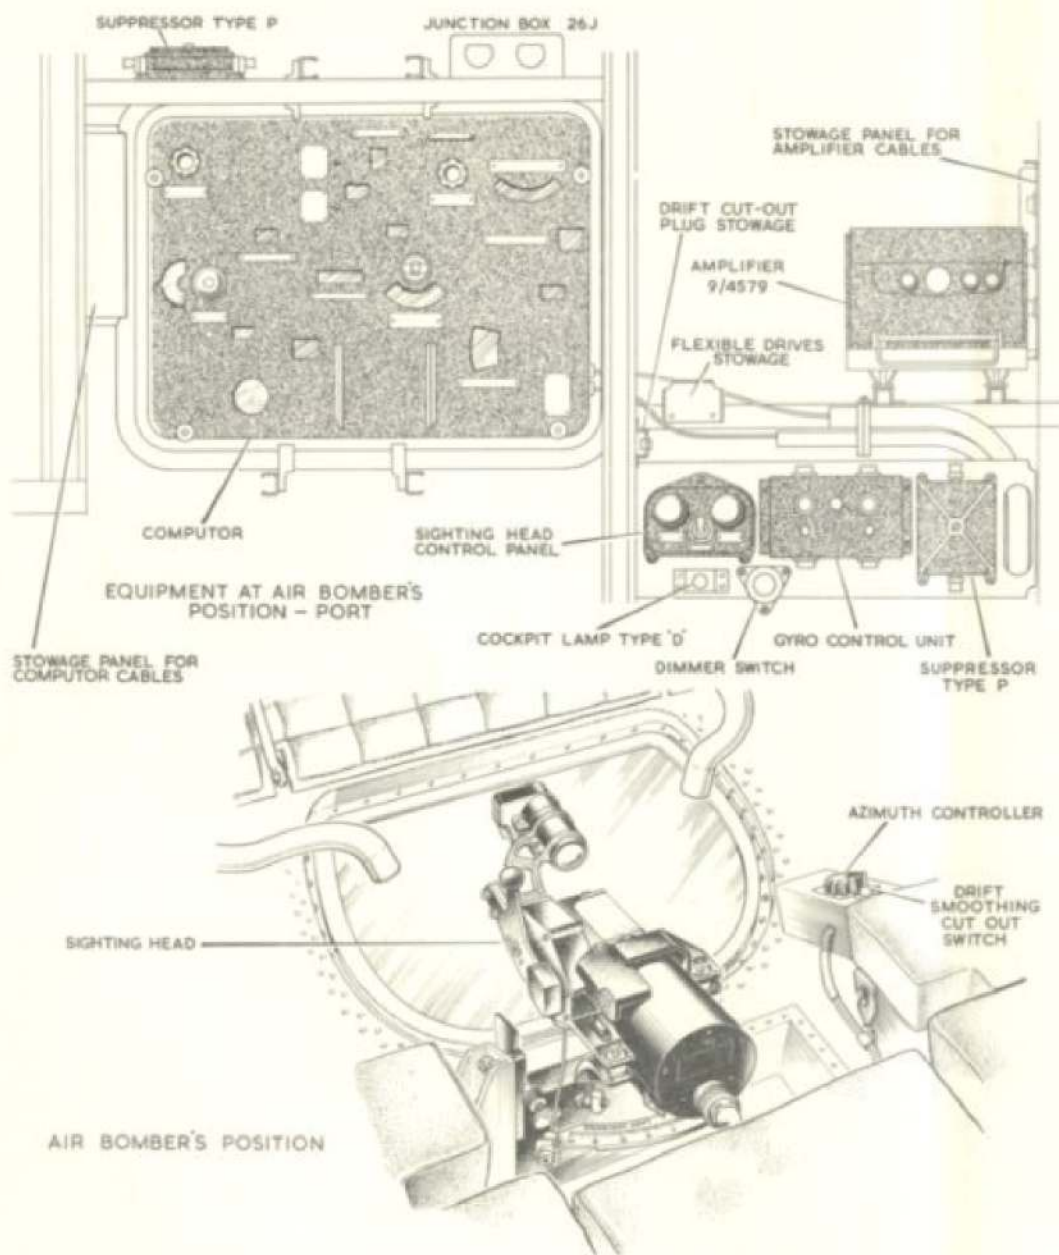 SUPPRESSOR TYPE P
JUNCTION BOX 26J
STOWAGE PANEL FOR
AMPLIFIER CABLES
DRIFT CUT-OUT
PLUG STOWAGE
AMPLIFIER
9/4579
FLEXIBLE DRIVES
STOWAGE
COMPUTOR
SIGHTING HEAD
CONTROL PANEL
EQUIPMENT AT AIR BOMBER'S
POSITION – PORT
COCKPIT LAMP TYPE 'D'
GYRO CONTROL UNIT
STOWAGE PANEL FOR
COMPUTOR CABLES
DIMMER SWITCH
SUPPRESSOR
TYPE P
AZIMUTH CONTROLLER
DRIFT
SMOOTHING
CUT OUT
SWITCH
SIGHTING HEAD
AIR BOMBER'S POSITION